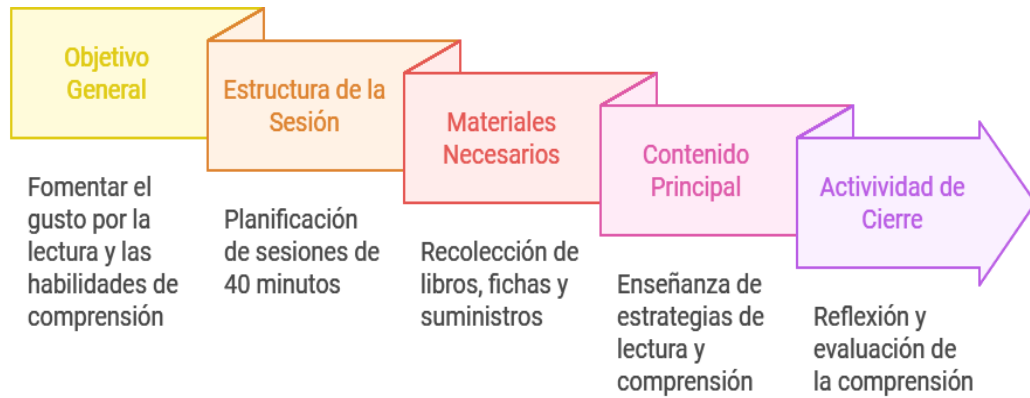 Objetivo
General
Fomentar el
gusto por la
lectura y las
habilidades de
comprensión
Estructura de la
Sesión
Planificación
de sesiones de
40 minutos
Materiales
Necesarios
Recolección de
libros, fichas y
suministros
Contenido
Principal
Enseñanza de
estrategias de
lectura y
comprensión
Activividad de
Cierre
Reflexión y
evaluación de
la comprensión